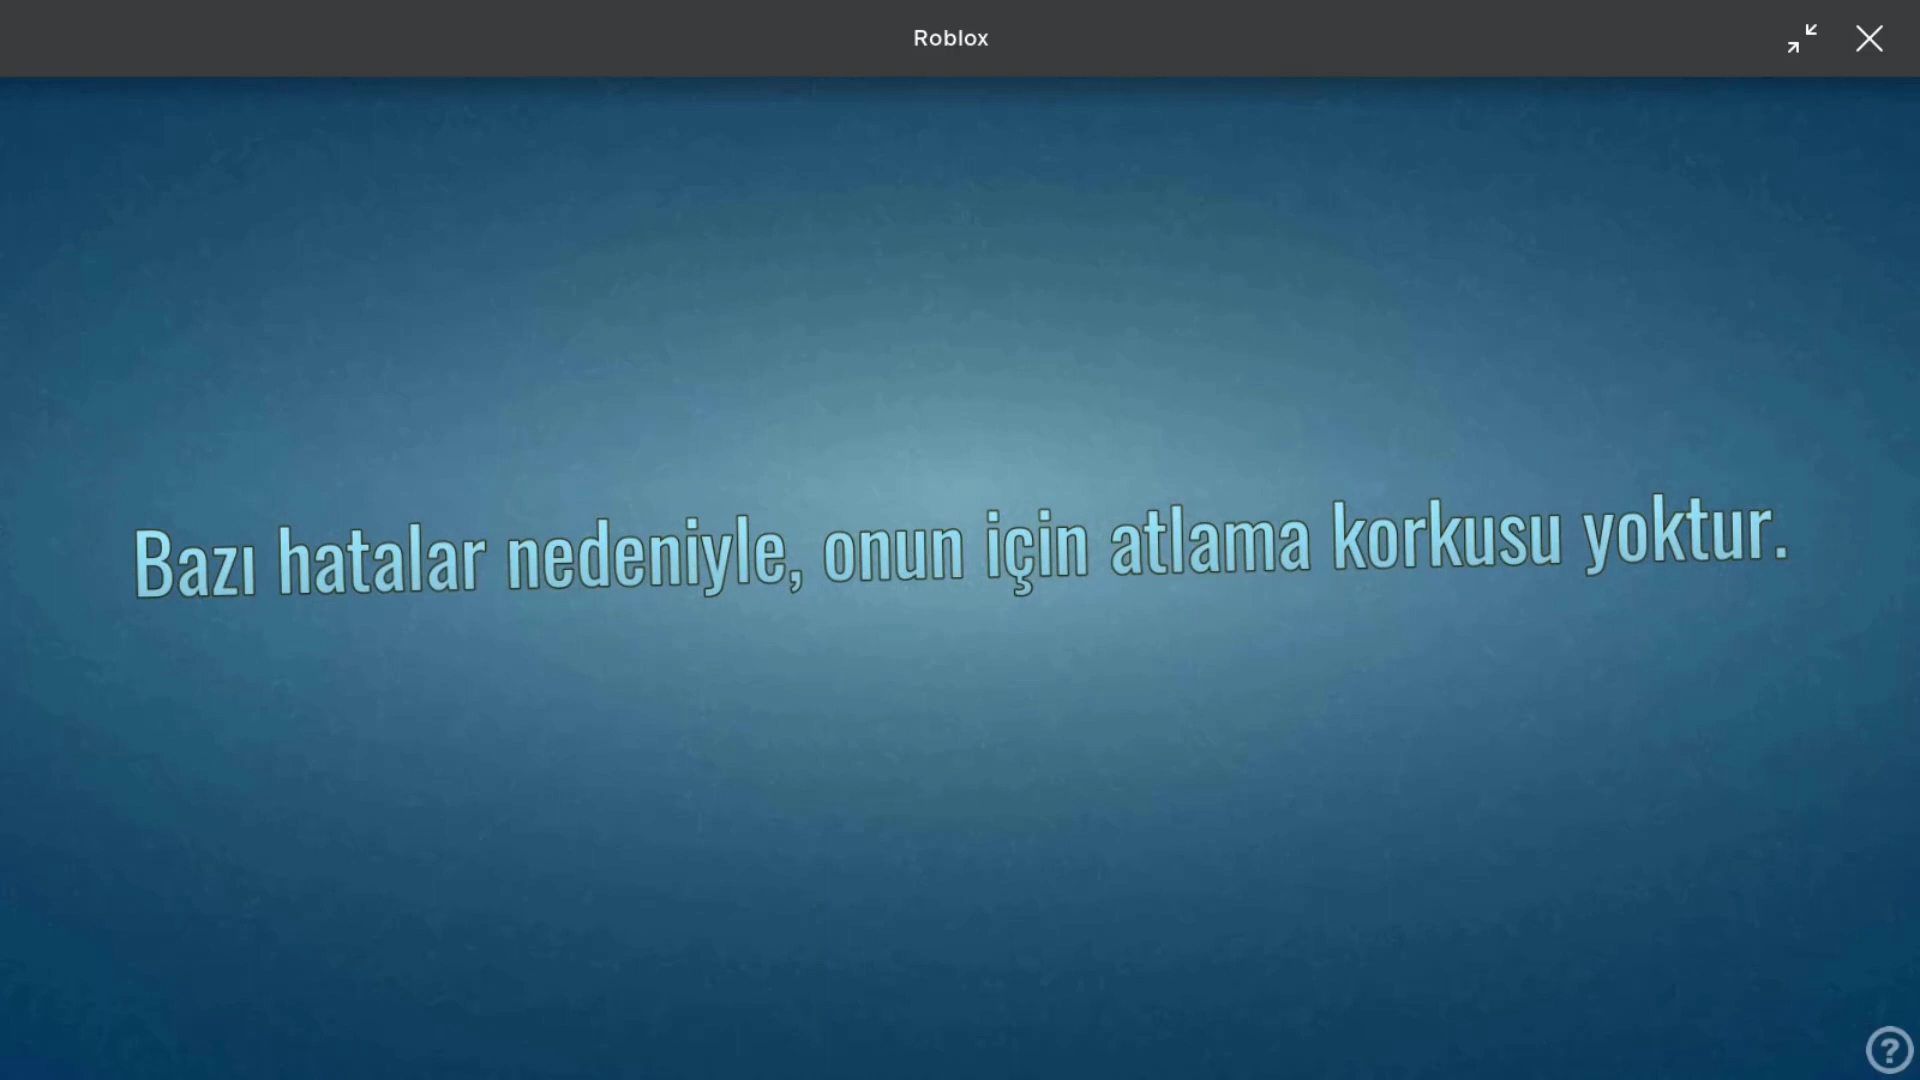 Roblox
Bazı hatalar nedeniyle, onun için atlama korkusu yoktur.
?